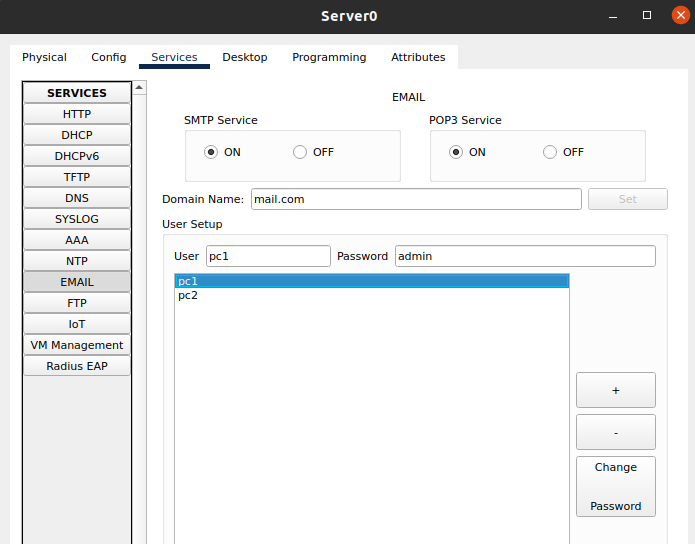 Server0
Physical Config Services Desktop Programming Attributes
SERVICES
HTTP
DHCP
DHCPv6
TFTP
DNS
SYSLOG
AAA
NTP
EMAIL
FTP
IoT
VM Management
Radius EAP
EMAIL
SMTP Service POP3 Service
ON OFF ON OFF
Domain Name: mail.com Set
User Setup
User pc1 Password admin
pc1
pc2
+
-
Change
Password